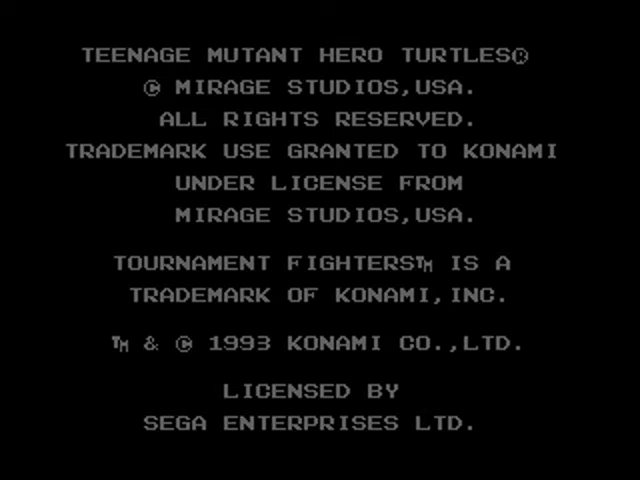 TEENAGE MUTANT HERO TURTLES®
© MIRAGE STUDIOS,USA.
ALL RIGHTS RESERVED.
TRADEMARK USE GRANTED TO KONAMI
UNDER LICENSE FROM
MIRAGE STUDIOS,USA.
TOURNAMENT FIGHTERS™ IS A
TRADEMARK OF KONAMI,INC.
™ & © 1993 KONAMI CO.,LTD.
LICENSED BY
SEGA ENTERPRISES LTD.